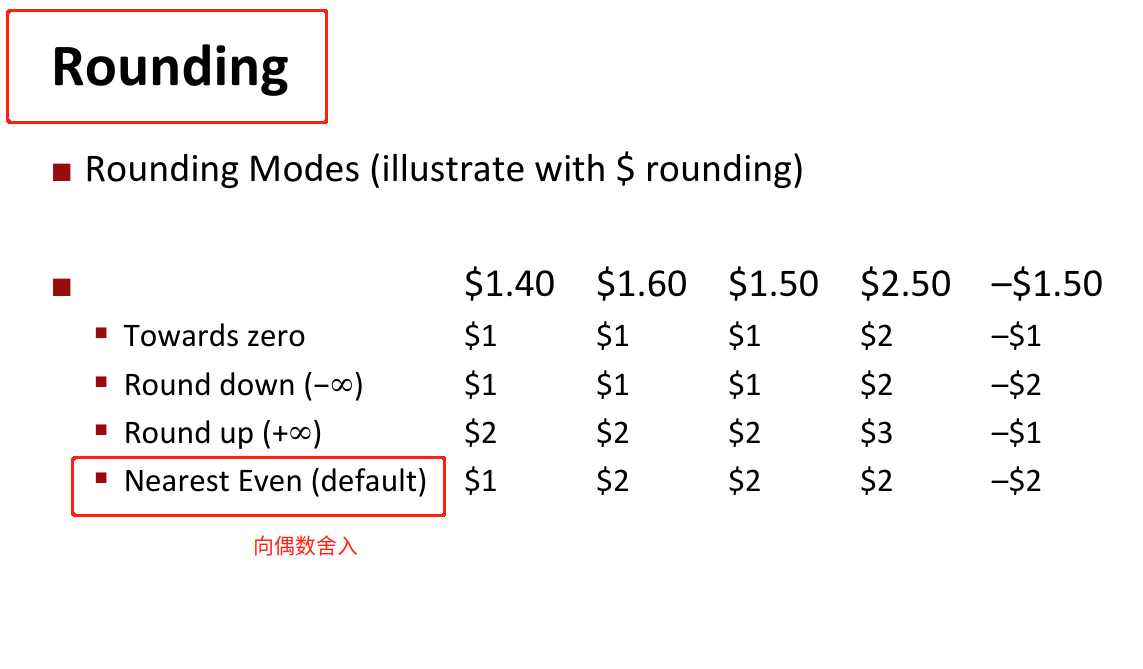 Rounding
Rounding Modes (illustrate with $ rounding)
$1.40 $1.60 $1.50 $2.50 –$1.50
Towards zero $1 $1 $1 $2 –$1
Round down (−∞) $1 $1 $1 $2 –$2
Round up (+∞) $2 $2 $2 $3 –$1
Nearest Even (default) $1 $2 $2 $2 –$2
向偶数舍入